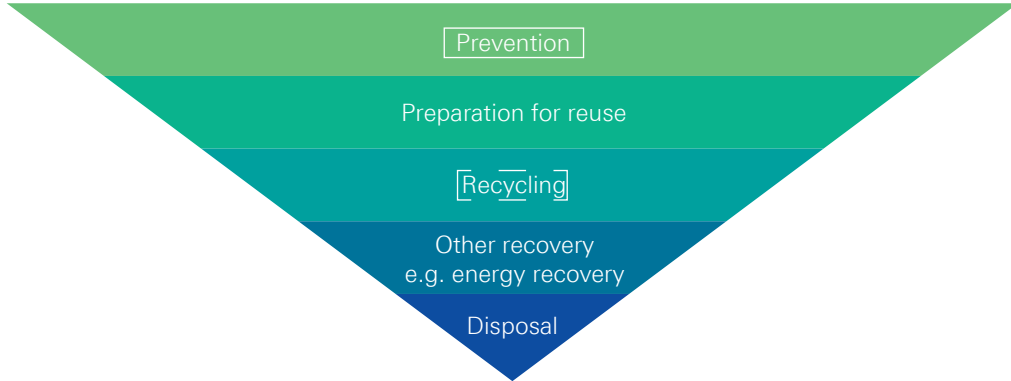 Prevention
Preparation for reuse
Recycling
Other recovery
e.g. energy recovery
Disposal